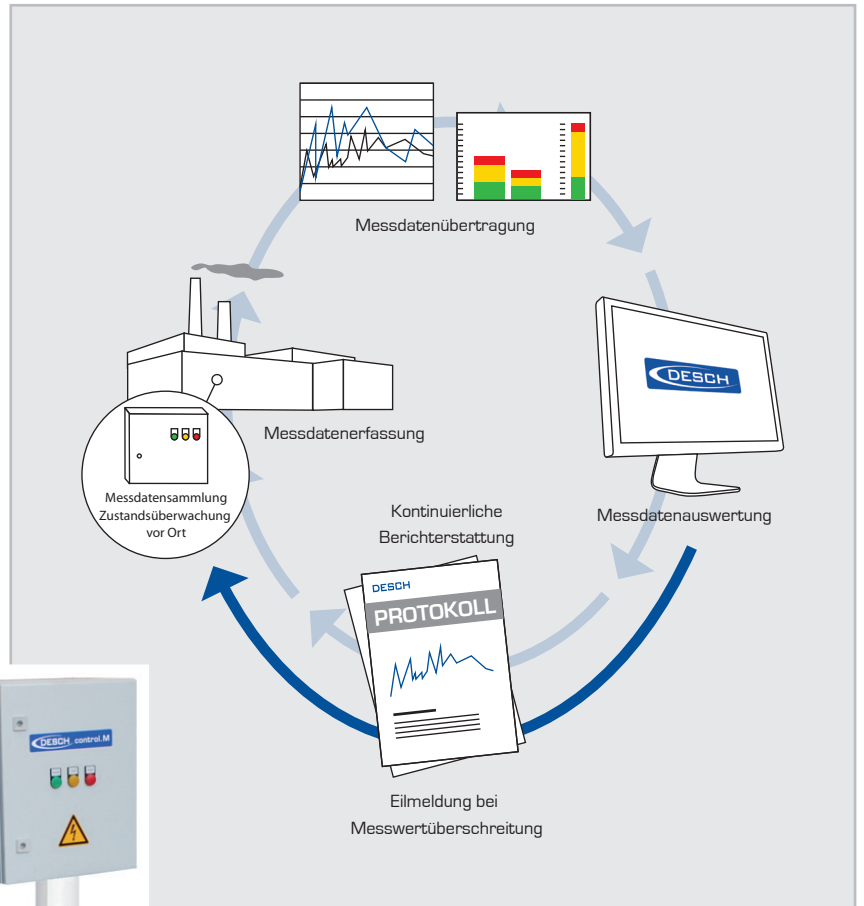 Messdatenübertragung
DESCH
Messdatenerfassung
Messdatensammlung
Zustandsüberwachung
vor Ort
Kontinuierliche
Berichterstattung
Messdatenauswertung
DESCH
PROTOKOLL
DESCH control.M
Eilmeldung bei
Messwertüberschreitung